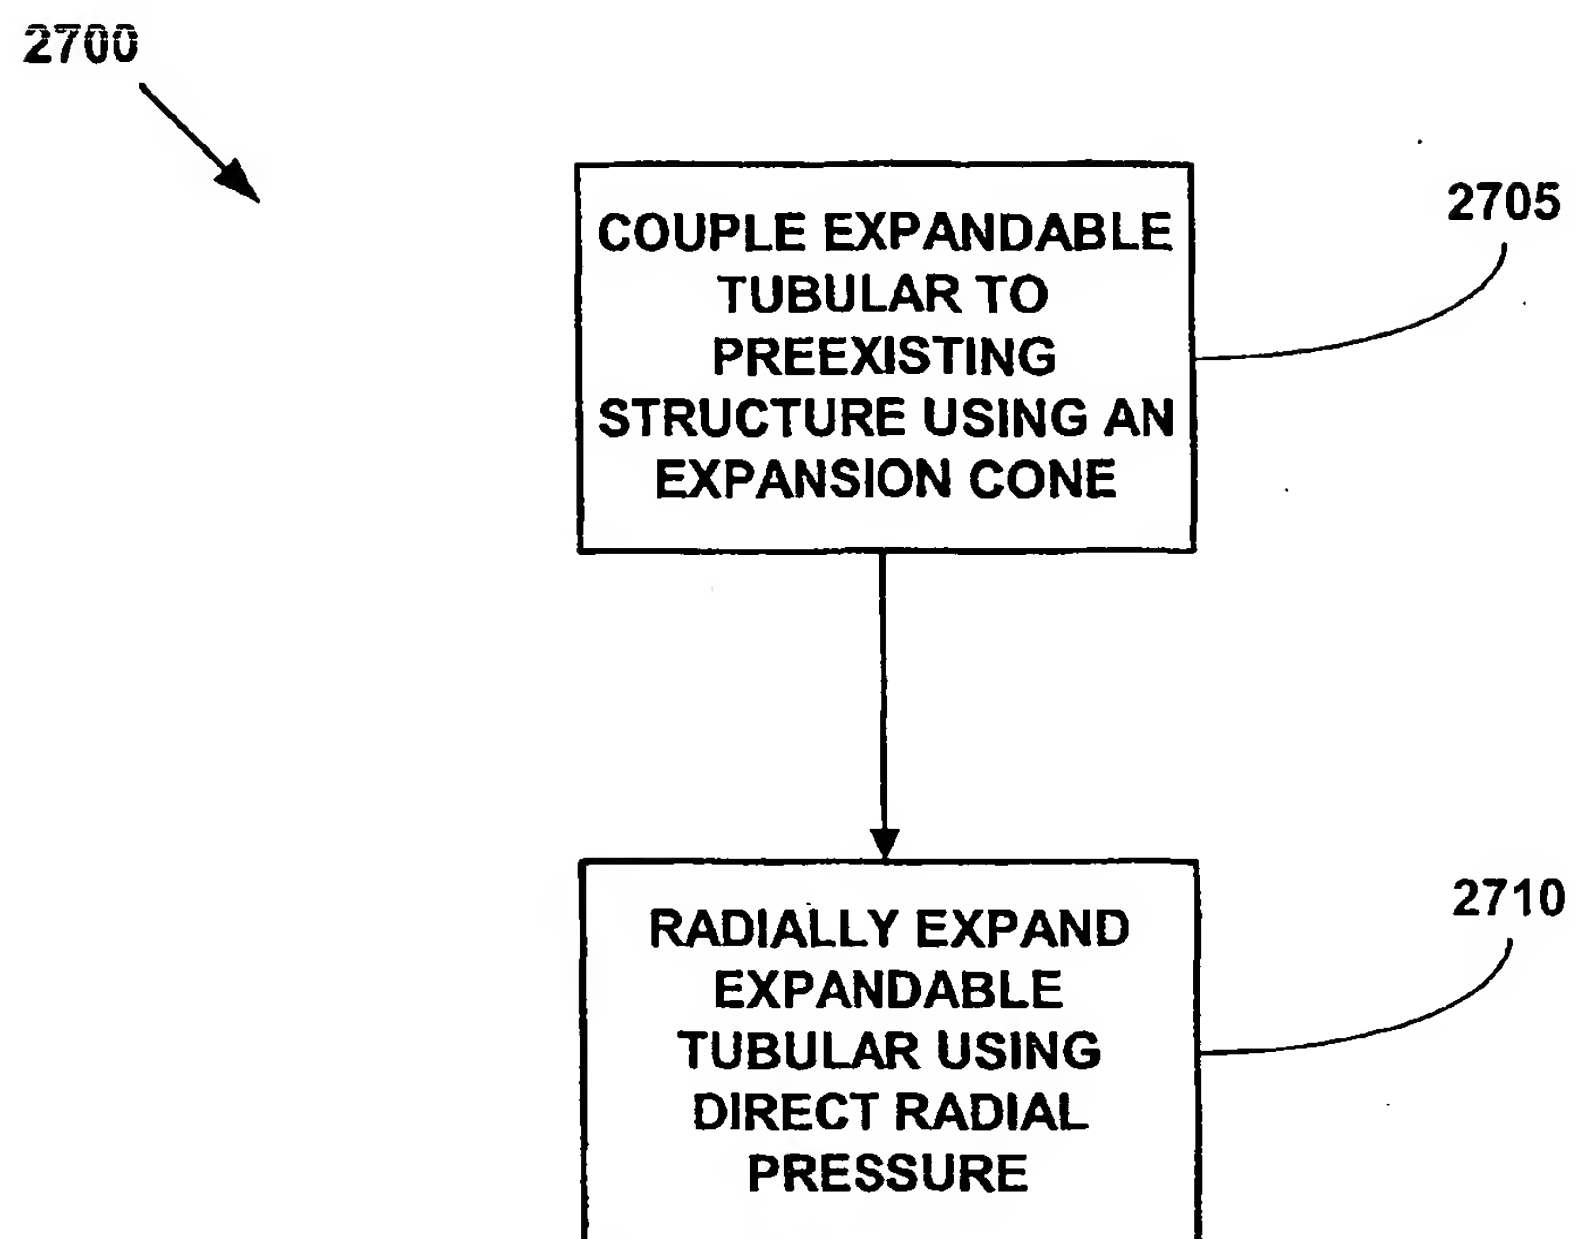 2700
COUPLE EXPANDABLE
TUBULAR TO
PREEXISTING
STRUCTURE USING AN
EXPANSION CONE
2705
RADIALLY EXPAND
EXPANDABLE
TUBULAR USING
DIRECT RADIAL
PRESSURE
2710